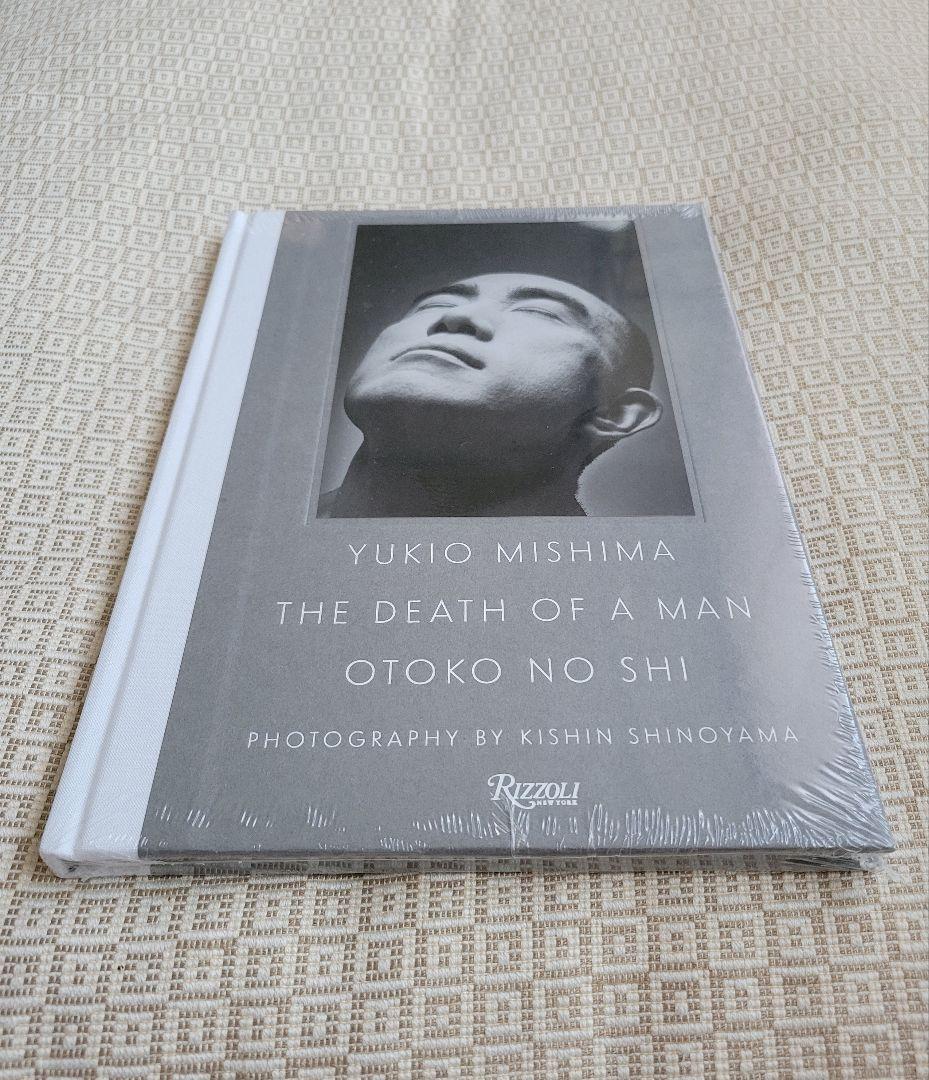 YUKIO MISHIMA
THE DEATH OF A MAN
OTOKO NO SHI
PHOTOGRAPHY BY KISHIN SHINOYAMA
RIZZOLI
NEW YORK